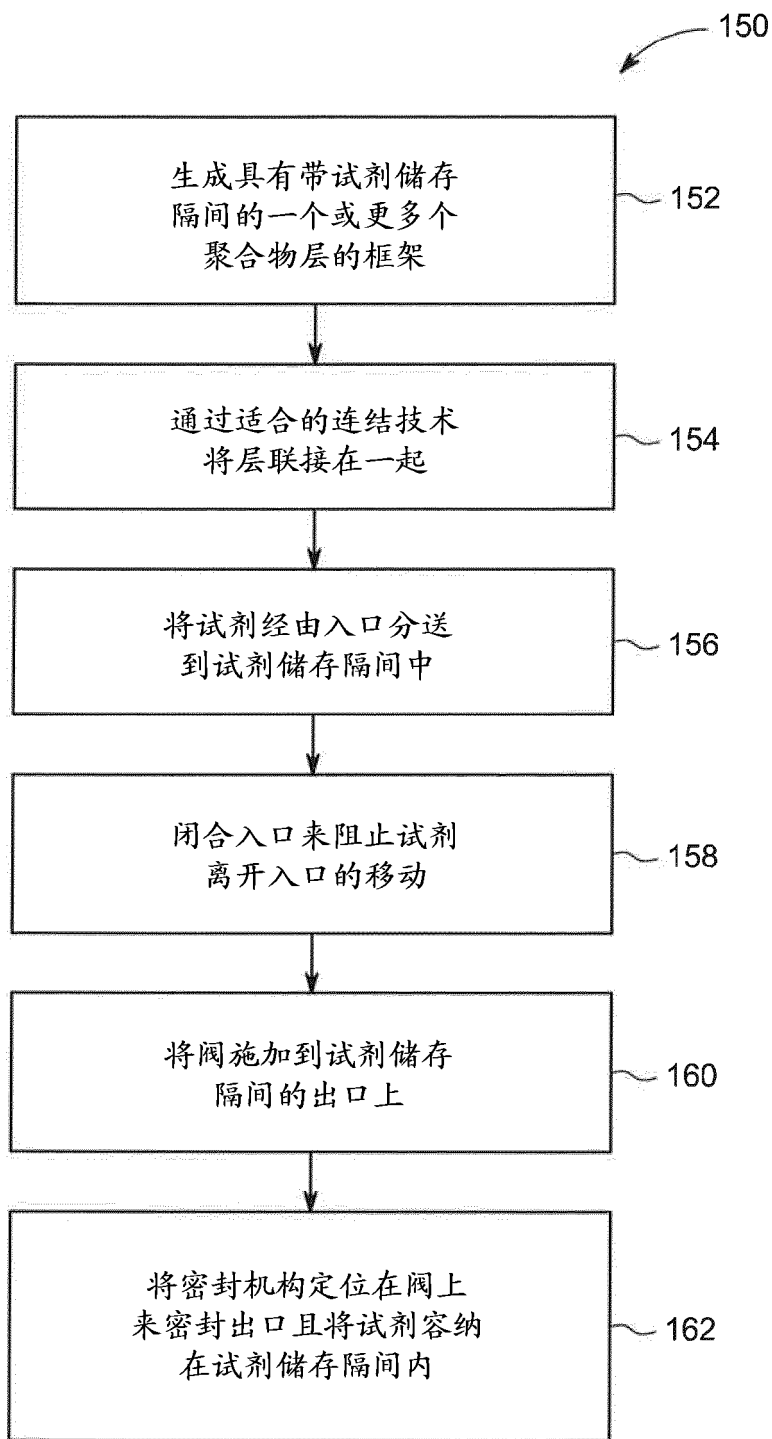 150
生成具有带试剂储存
隔间的一个或更多个
聚合物层的框架
152
通过适合的连结技术
将层联接在一起
154
将试剂经由入口分送
到试剂储存隔间中
156
闭合入口来阻止试剂
离开入口的移动
158
将阀施加到试剂储存
隔间的出口上
160
将密封机构定位在阀上
来密封出口且将试剂容纳
在试剂储存隔间内
162